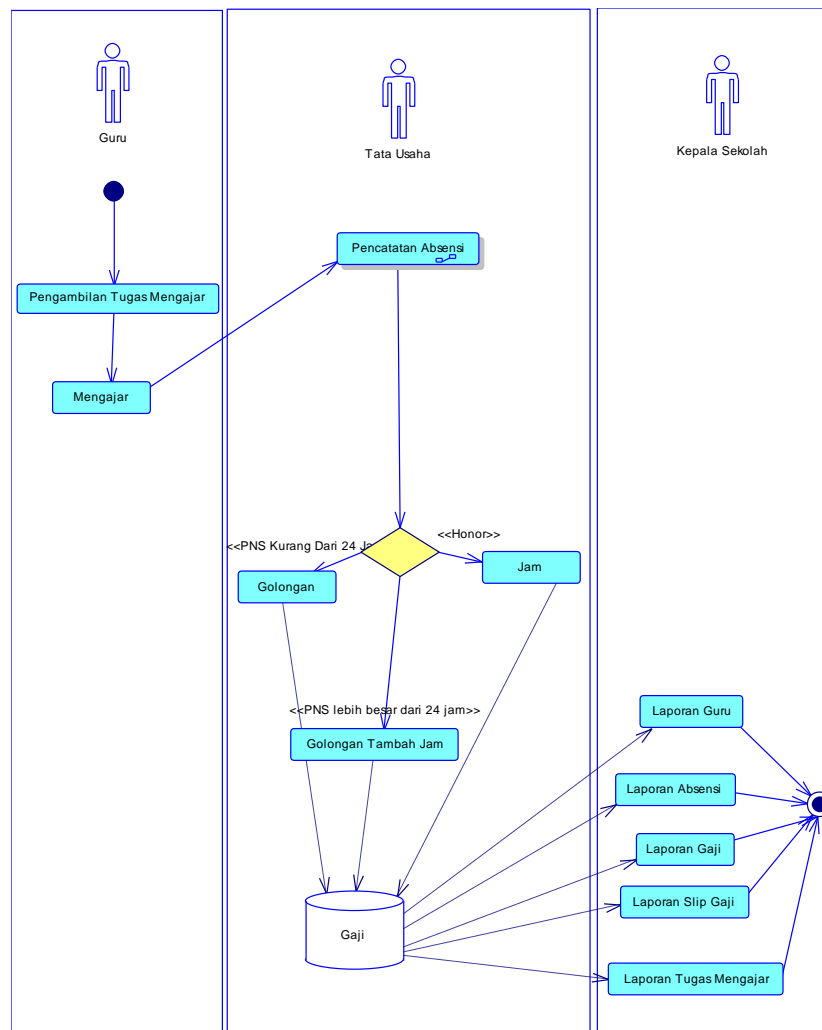 Guru
Tata Usaha
Kepala Sekolah
Pencatatan Absensi
Pengambilan Tugas Mengajar
Mengajar
<<Honor>>
<<PNS Kurang Dari 24
Jam
Golongan
<<PNS lebih besar dari 24 jam>>
Golongan Tambah Jam
Laporan Guru
Laporan Absensi
Laporan Gaji
Laporan Slip Gaji
Gaji
Laporan Tugas Mengajar